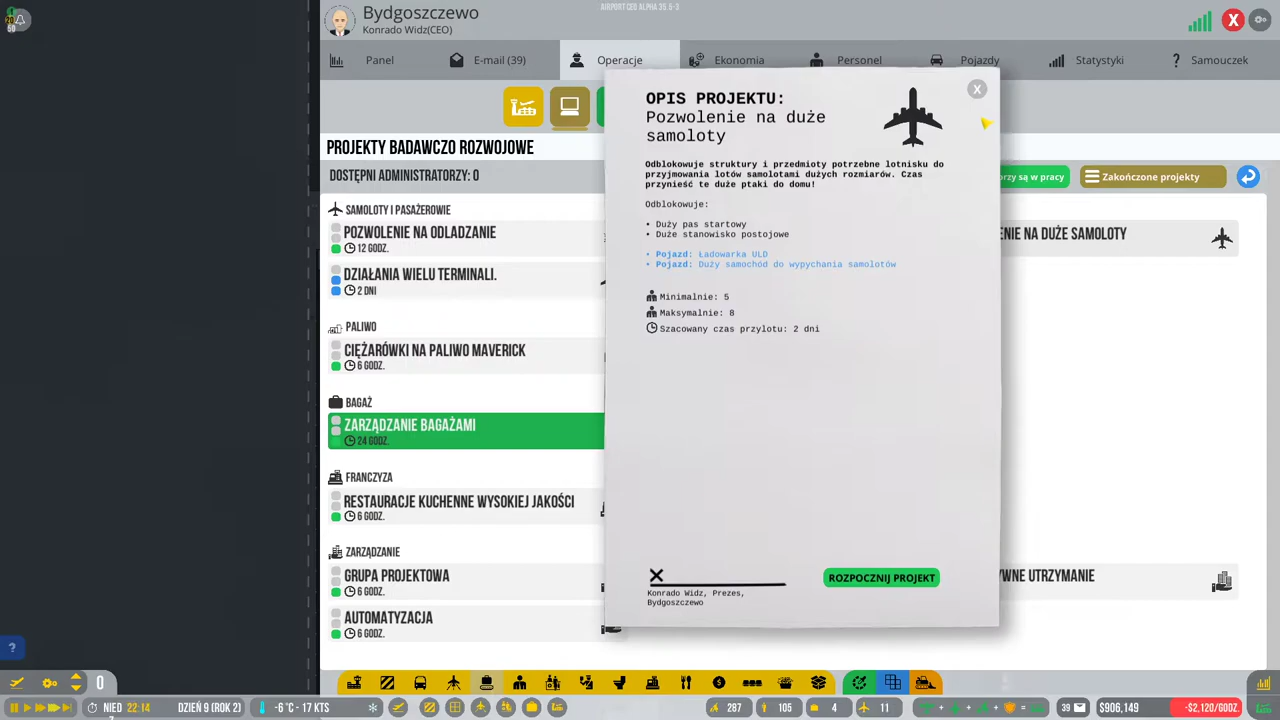 AIRPORT CEO ALPHA 35.5-3
Bydgoszczewo
Konrado Widz(CEO)
X
Panel
E-mail (39)
Operacje
Ekonomia
Personel
Pojazdy
Statystyki
? Samouczek
PROJEKTY BADAWCZO ROZWOJOWE
DOSTĘPNI ADMINISTRATORZY: 0
rzy są w pracy
Zakończone projekty
SAMOLOTY I PASAŻEROWIE
POZWOLENIE NA ODLADZANIE
12 GODZ.
DZIAŁANIA WIELU TERMINALI.
2 DNI
NIE NA DUŻE SAMOLOTY
PALIWO
CIĘŻARÓWKI NA PALIWO MAVERICK
6 GODZ.
BAGAŻ
ZARZĄDZANIE BAGAŻAMI
24 GODZ.
FRANCZYZA
RESTAURACJE KUCHENNE WYSOKIEJ JAKOŚCI
6 GODZ.
ZARZĄDZANIE
GRUPA PROJEKTOWA
6 GODZ.
YWNE UTRZYMANIE
AUTOMATYZACJA
6 GODZ.
X
OPIS PROJEKTU:
Pozwolenie na duże
samoloty
Odblokowuje struktury i przedmioty potrzebne lotnisku do
przyjmowania lotów samolotami dużych rozmiarów. Czas
przynieść te duże ptaki do domu!
Odblokowuje:
• Duży pas startowy
• Duże stanowisko postojowe
• Pojazd: Ładowarka ULD
• Pojazd: Duży samochód do wypychania samolotów
Minimalnie: 5
Maksymalnie: 8
Szacowany czas przylotu: 2 dni
ROZPOCZNIJ PROJEKT
Konrado Widz, Prezes,
Bydgoszczewo
?
0
NIED 22:14
DZIEŃ 9 (ROK 2)
-6 °C - 17 KTS
287
105
4
11
39
$906,149
-$2,120/GODZ.